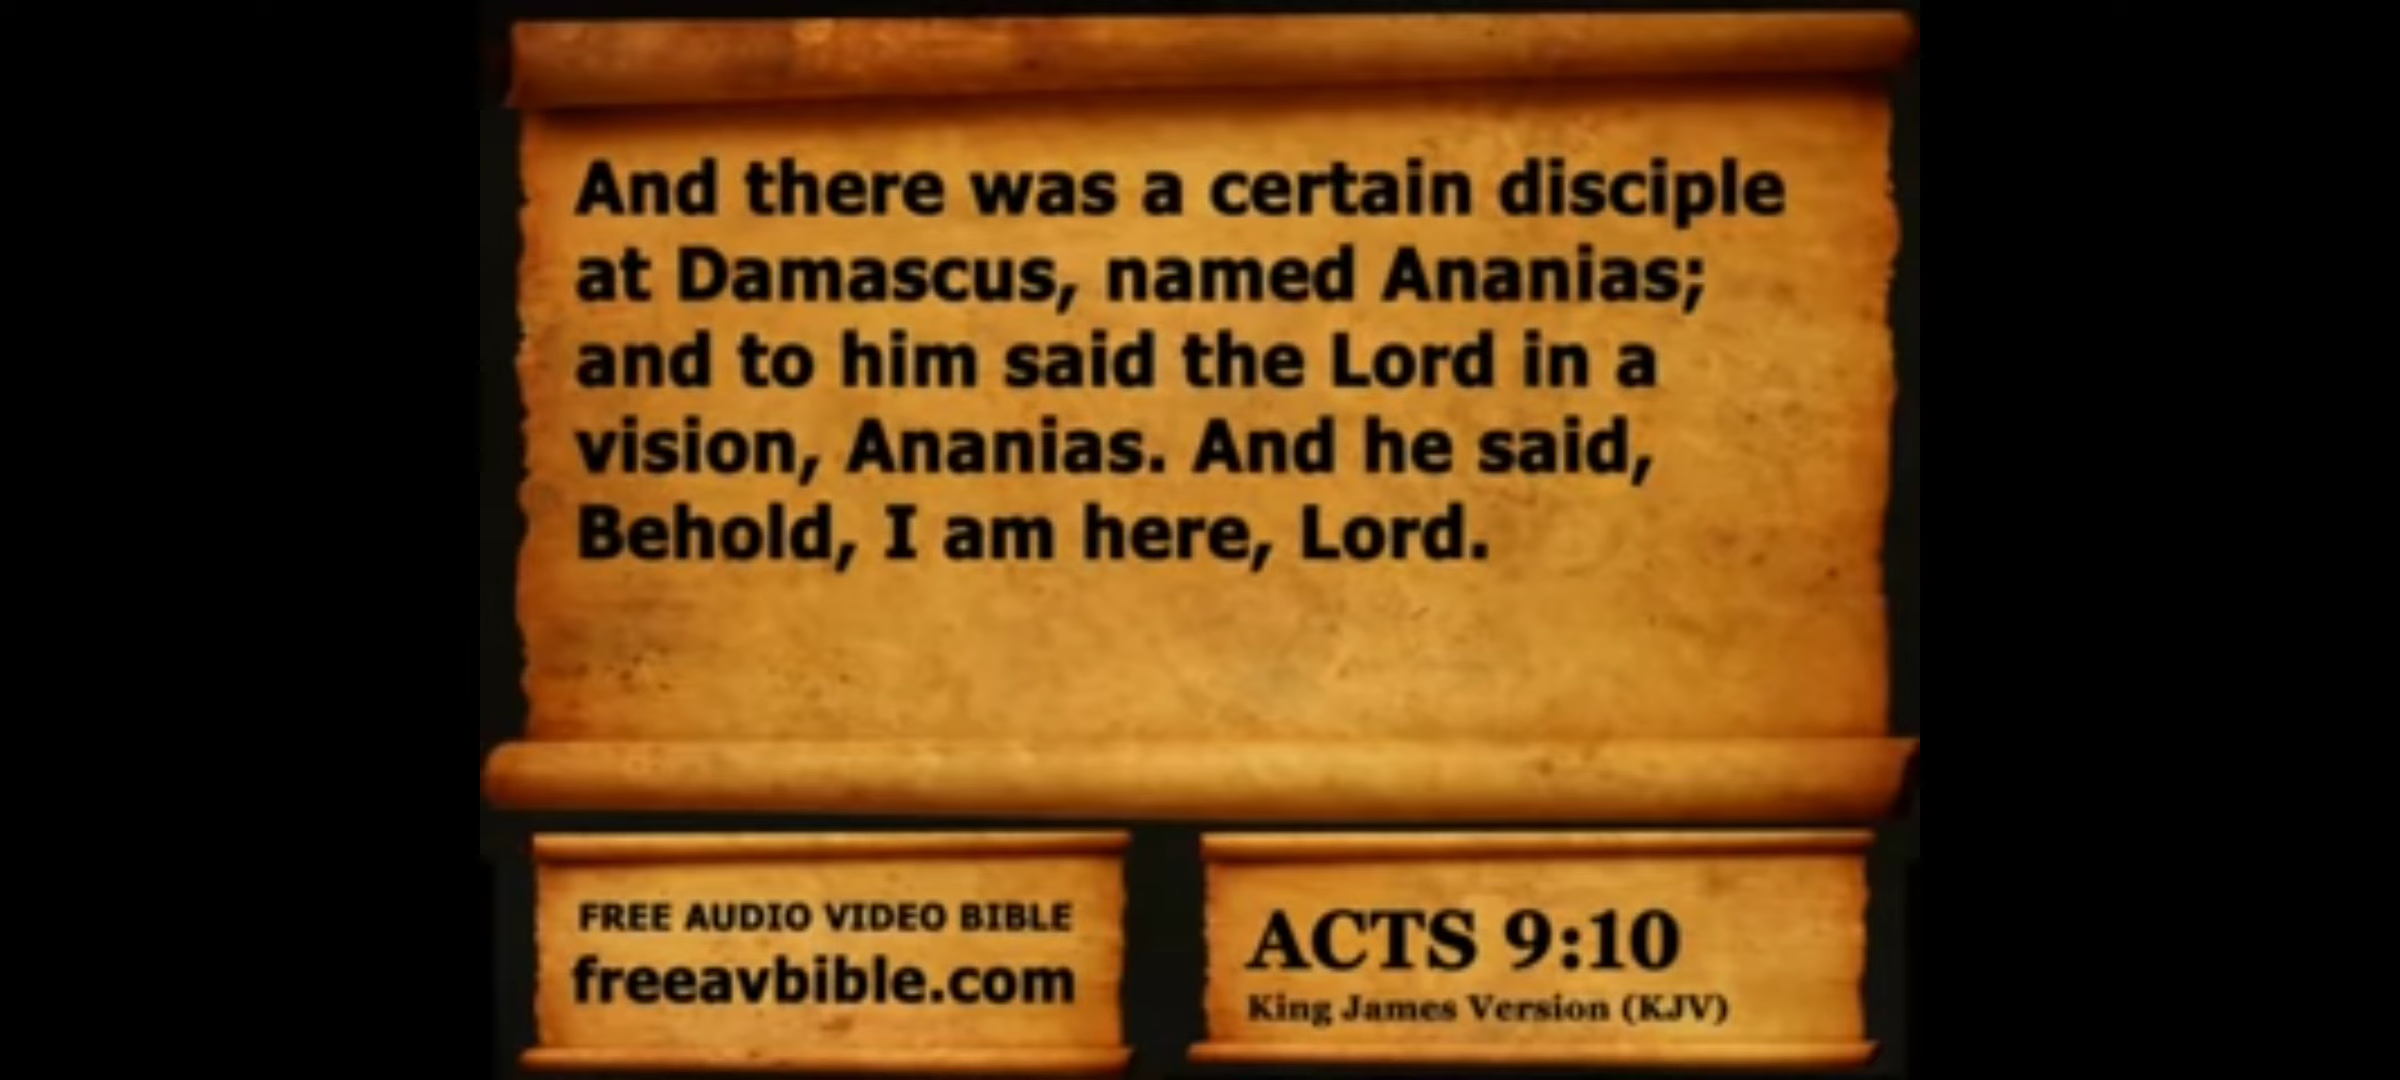 And there was a certain disciple
at Damascus, named Ananias;
and to him said the Lord in a
vision, Ananias. And he said,
Behold, I am here, Lord.
FREE AUDIO VIDEO BIBLE
freeavbible.com
ACTS 9:10
King James Version (KJV)